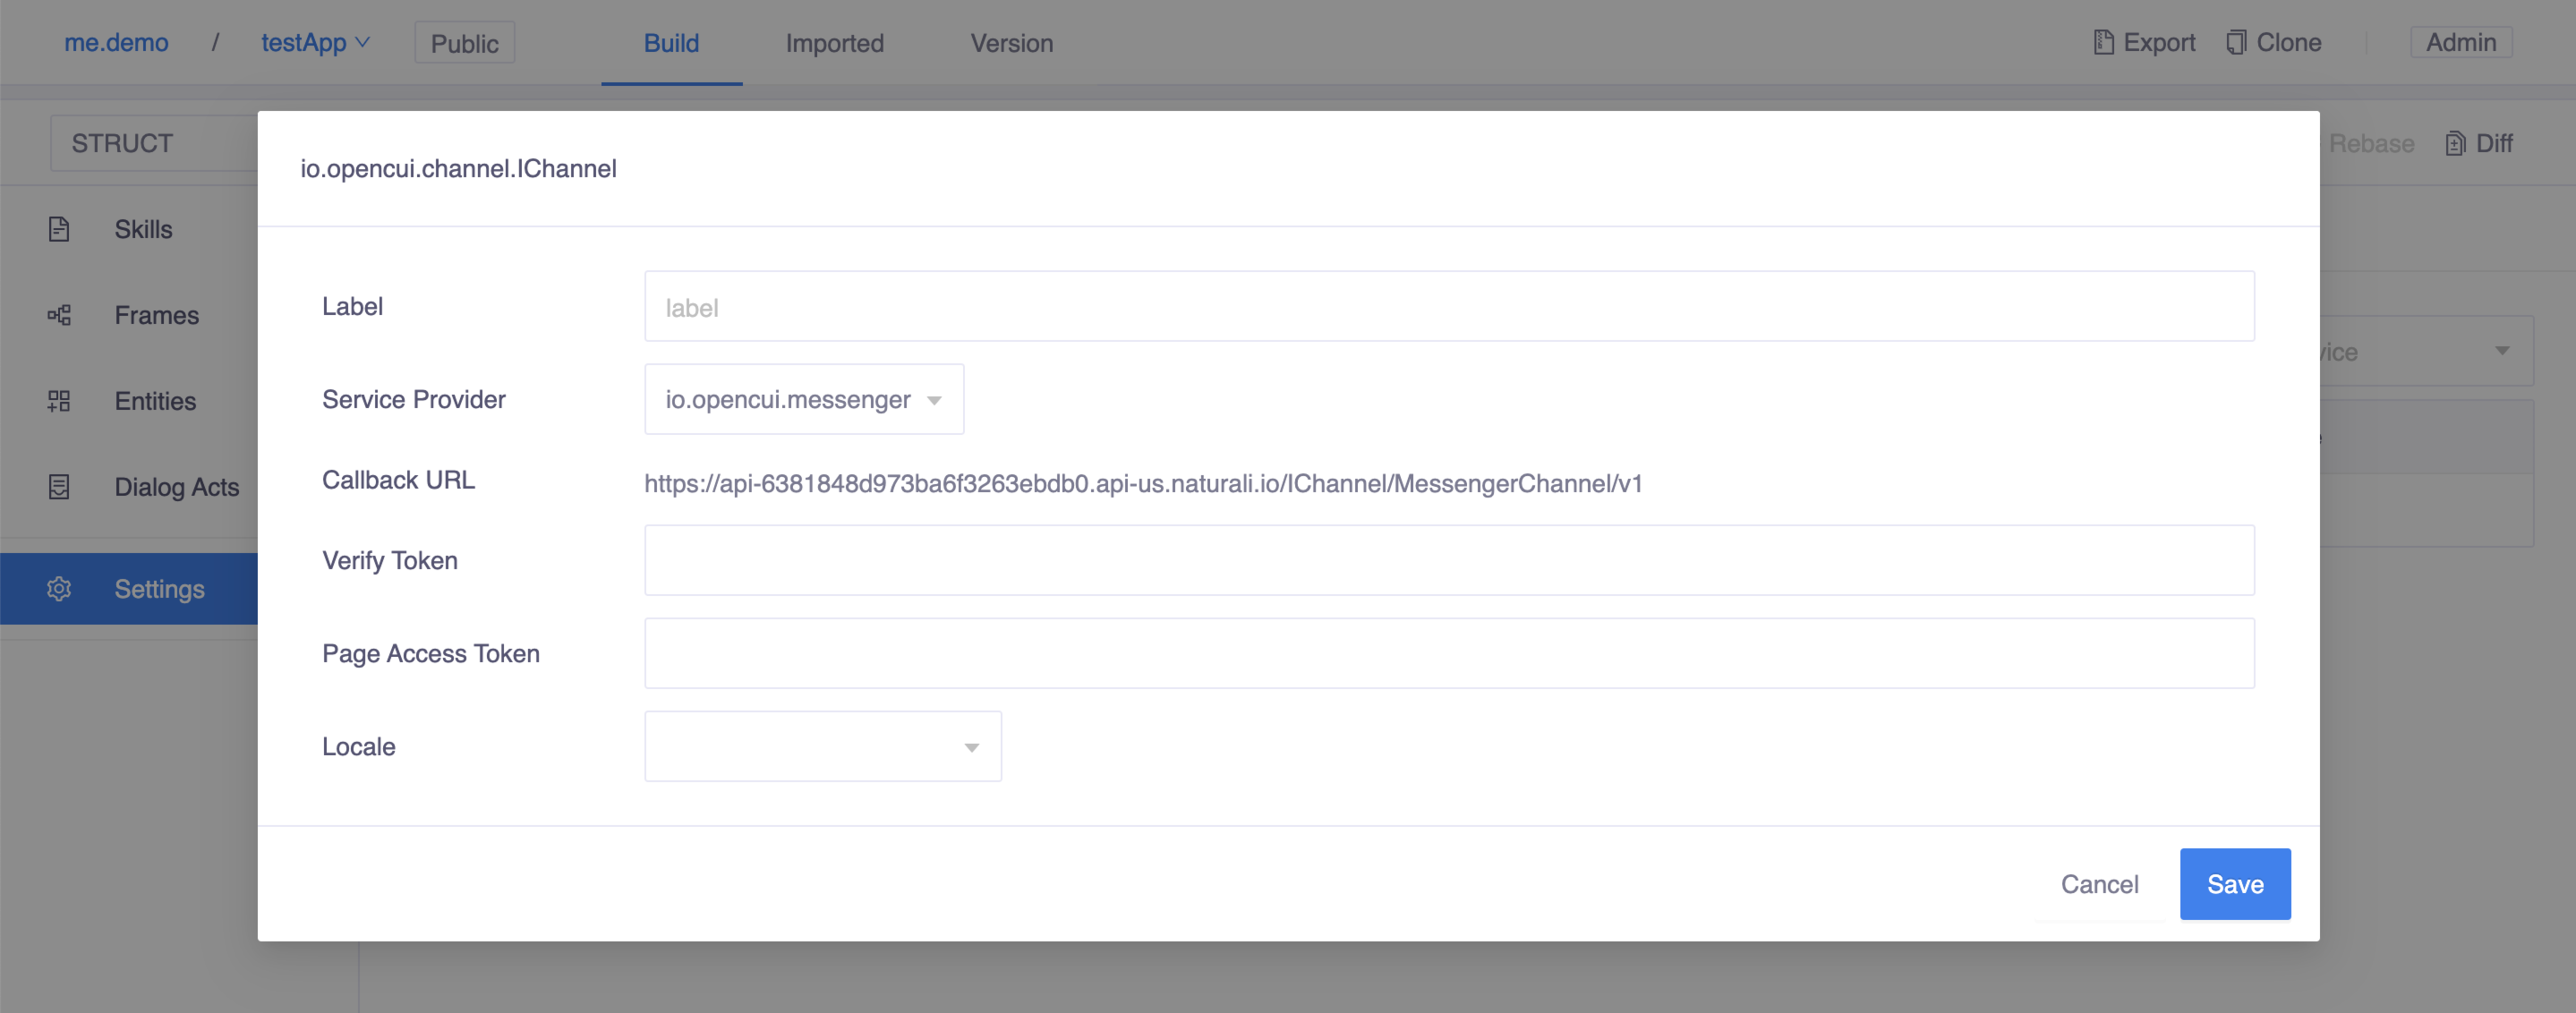 me.demo / testApp Public Build Imported Version Export Clone Admin
STRUCT Rebase Diff
io.opencui.channel.IChannel
Skills
Label label
Frames
Service Provider io.opencui.messenger
Entities
Callback URL https://api-6381848d973ba6f3263ebdb0.api-us.naturali.io/IChannel/MessengerChannel/v1
Dialog Acts
Verify Token
Settings
Page Access Token
Locale
Cancel Save